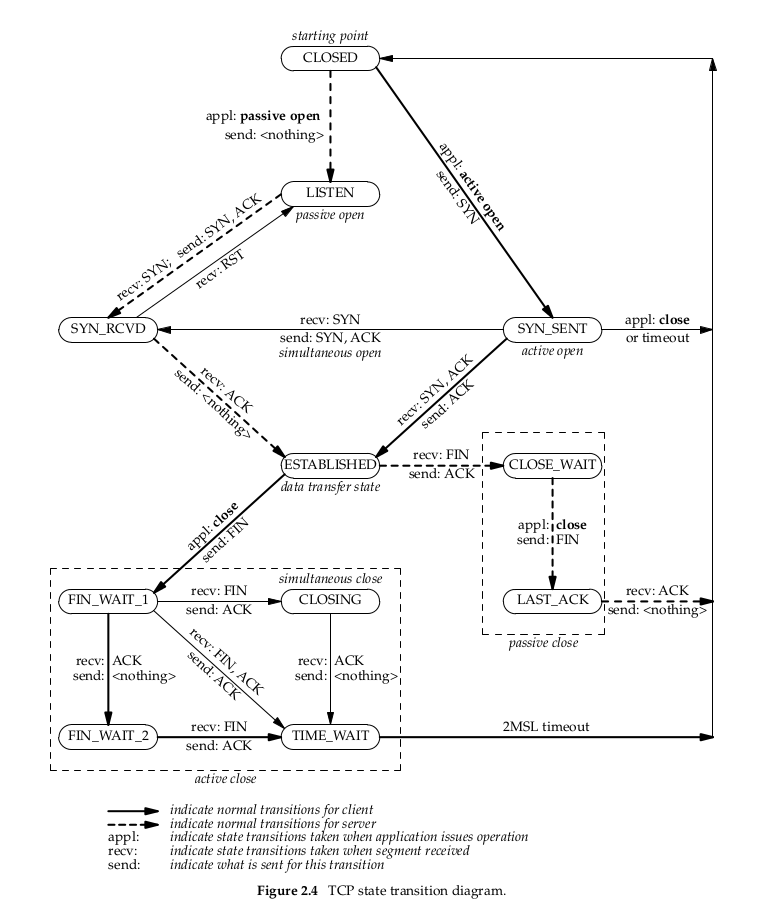 starting point
CLOSED
appl: passive open
send: <nothing>
appl: active open
send: SYN
LISTEN
passive open
recv: SYN; send: SYN, ACK
recv: RST
SYN_RCVD
recv: SYN
send: SYN, ACK
simultaneous open
SYN_SENT
active open
appl: close
or timeout
recv: ACK
send: <nothing>
recv: SYN, ACK
send: ACK
ESTABLISHED
data transfer state
recv: FIN
send: ACK
CLOSE_WAIT
appl: close
send: FIN
appl: close
send: FIN
simultaneous close
FIN_WAIT_1
recv: FIN
send: ACK
CLOSING
LAST_ACK
recv: ACK
send: <nothing>
passive close
recv: ACK
send: <nothing>
recv: FIN, ACK
send: ACK
recv: ACK
send: <nothing>
FIN_WAIT_2
recv: FIN
send: ACK
TIME_WAIT
2MSL timeout
active close
indicate normal transitions for client
indicate normal transitions for server
appl: indicate state transitions taken when application issues operation
recv: indicate state transitions taken when segment received
send: indicate what is sent for this transition
Figure 2.4 TCP state transition diagram.